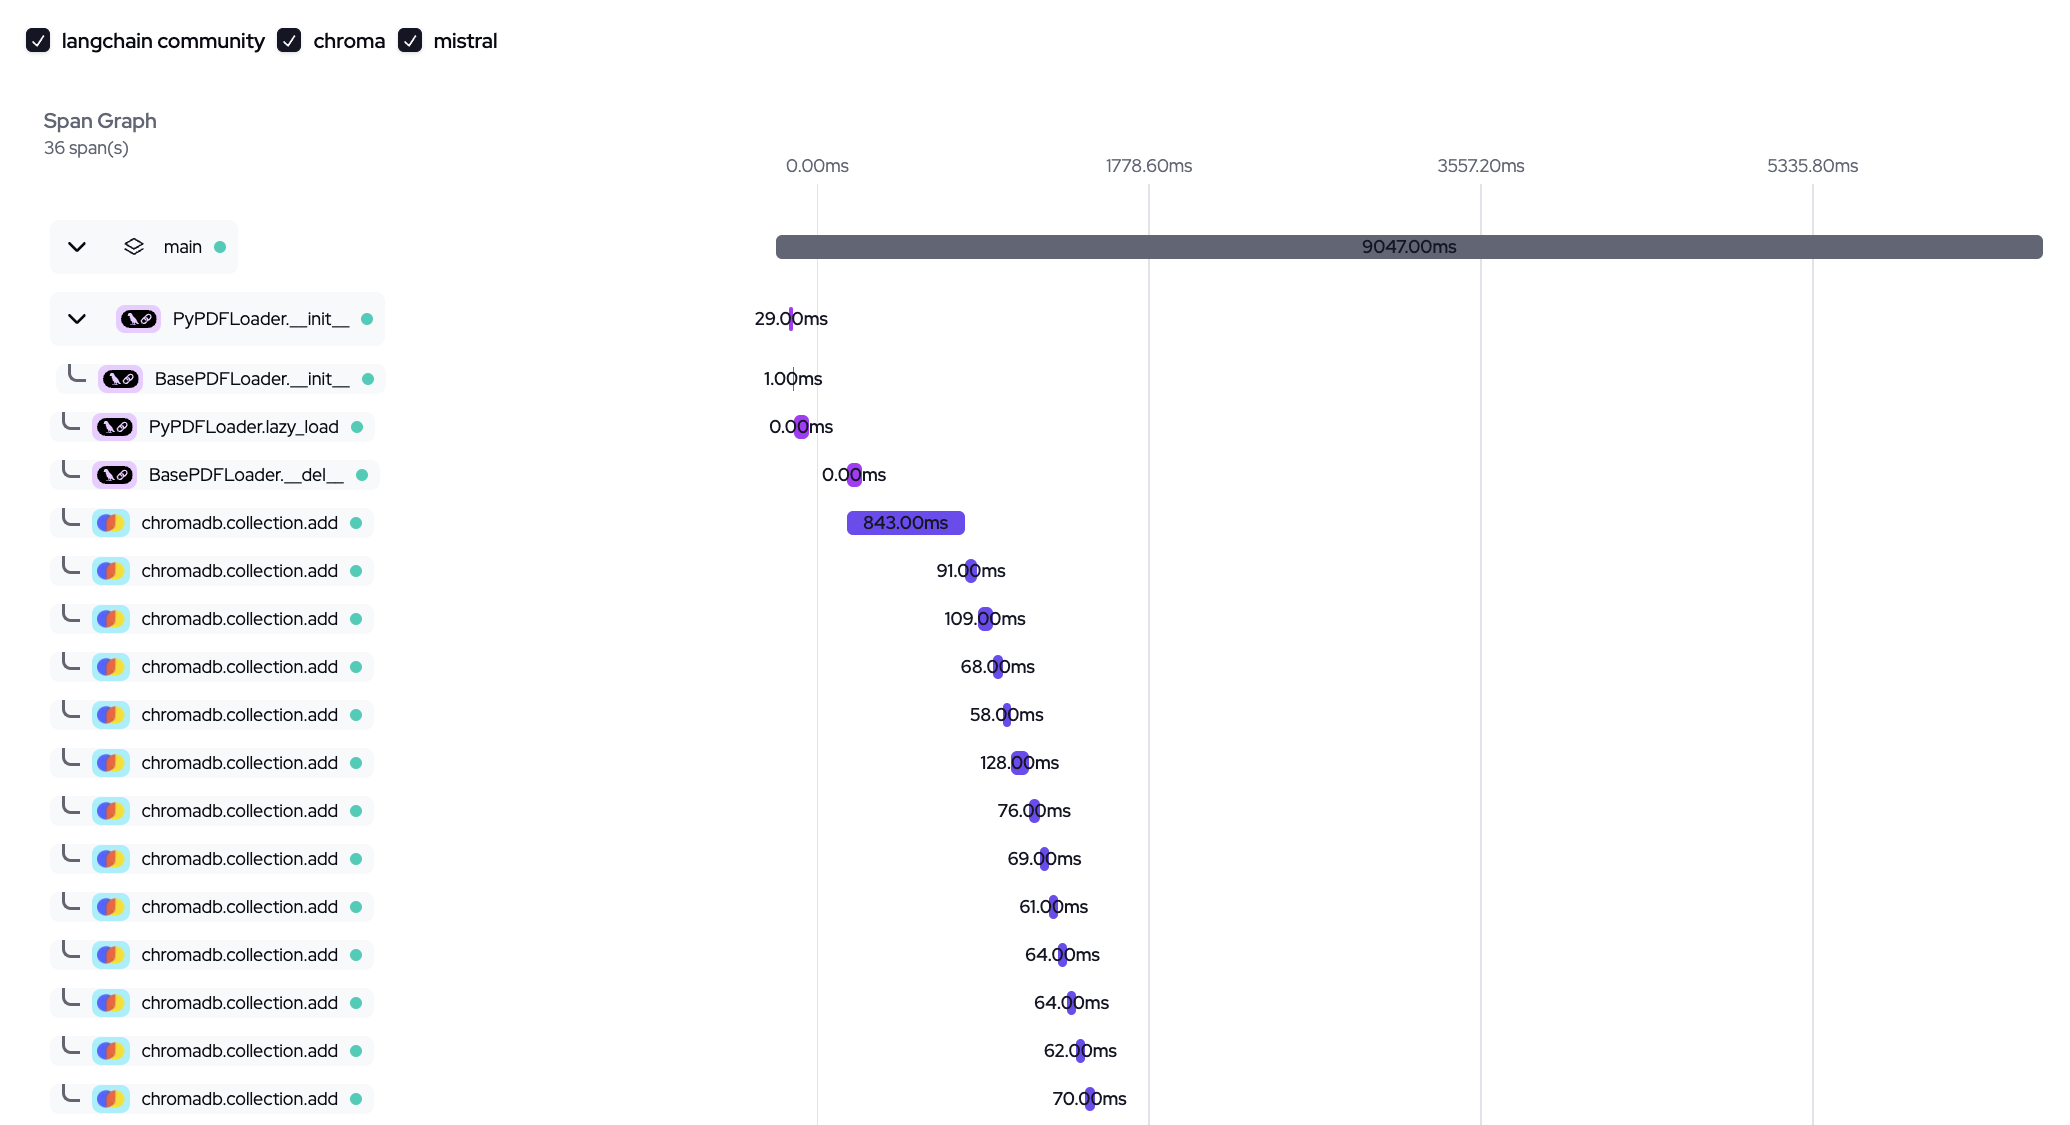 langchain community chroma mistral
Span Graph
36 span(s)
0.00ms 1778.60ms 3557.20ms 5335.80ms
main 9047.00ms
PyPDFLoader.__init__ 29.00ms
BasePDFLoader.__init__ 1.00ms
PyPDFLoader.lazy_load 0.00ms
BasePDFLoader.__del__ 0.00ms
chromadb.collection.add 843.00ms
chromadb.collection.add 91.00ms
chromadb.collection.add 109.00ms
chromadb.collection.add 68.00ms
chromadb.collection.add 58.00ms
chromadb.collection.add 128.00ms
chromadb.collection.add 76.00ms
chromadb.collection.add 69.00ms
chromadb.collection.add 61.00ms
chromadb.collection.add 64.00ms
chromadb.collection.add 64.00ms
chromadb.collection.add 62.00ms
chromadb.collection.add 70.00ms